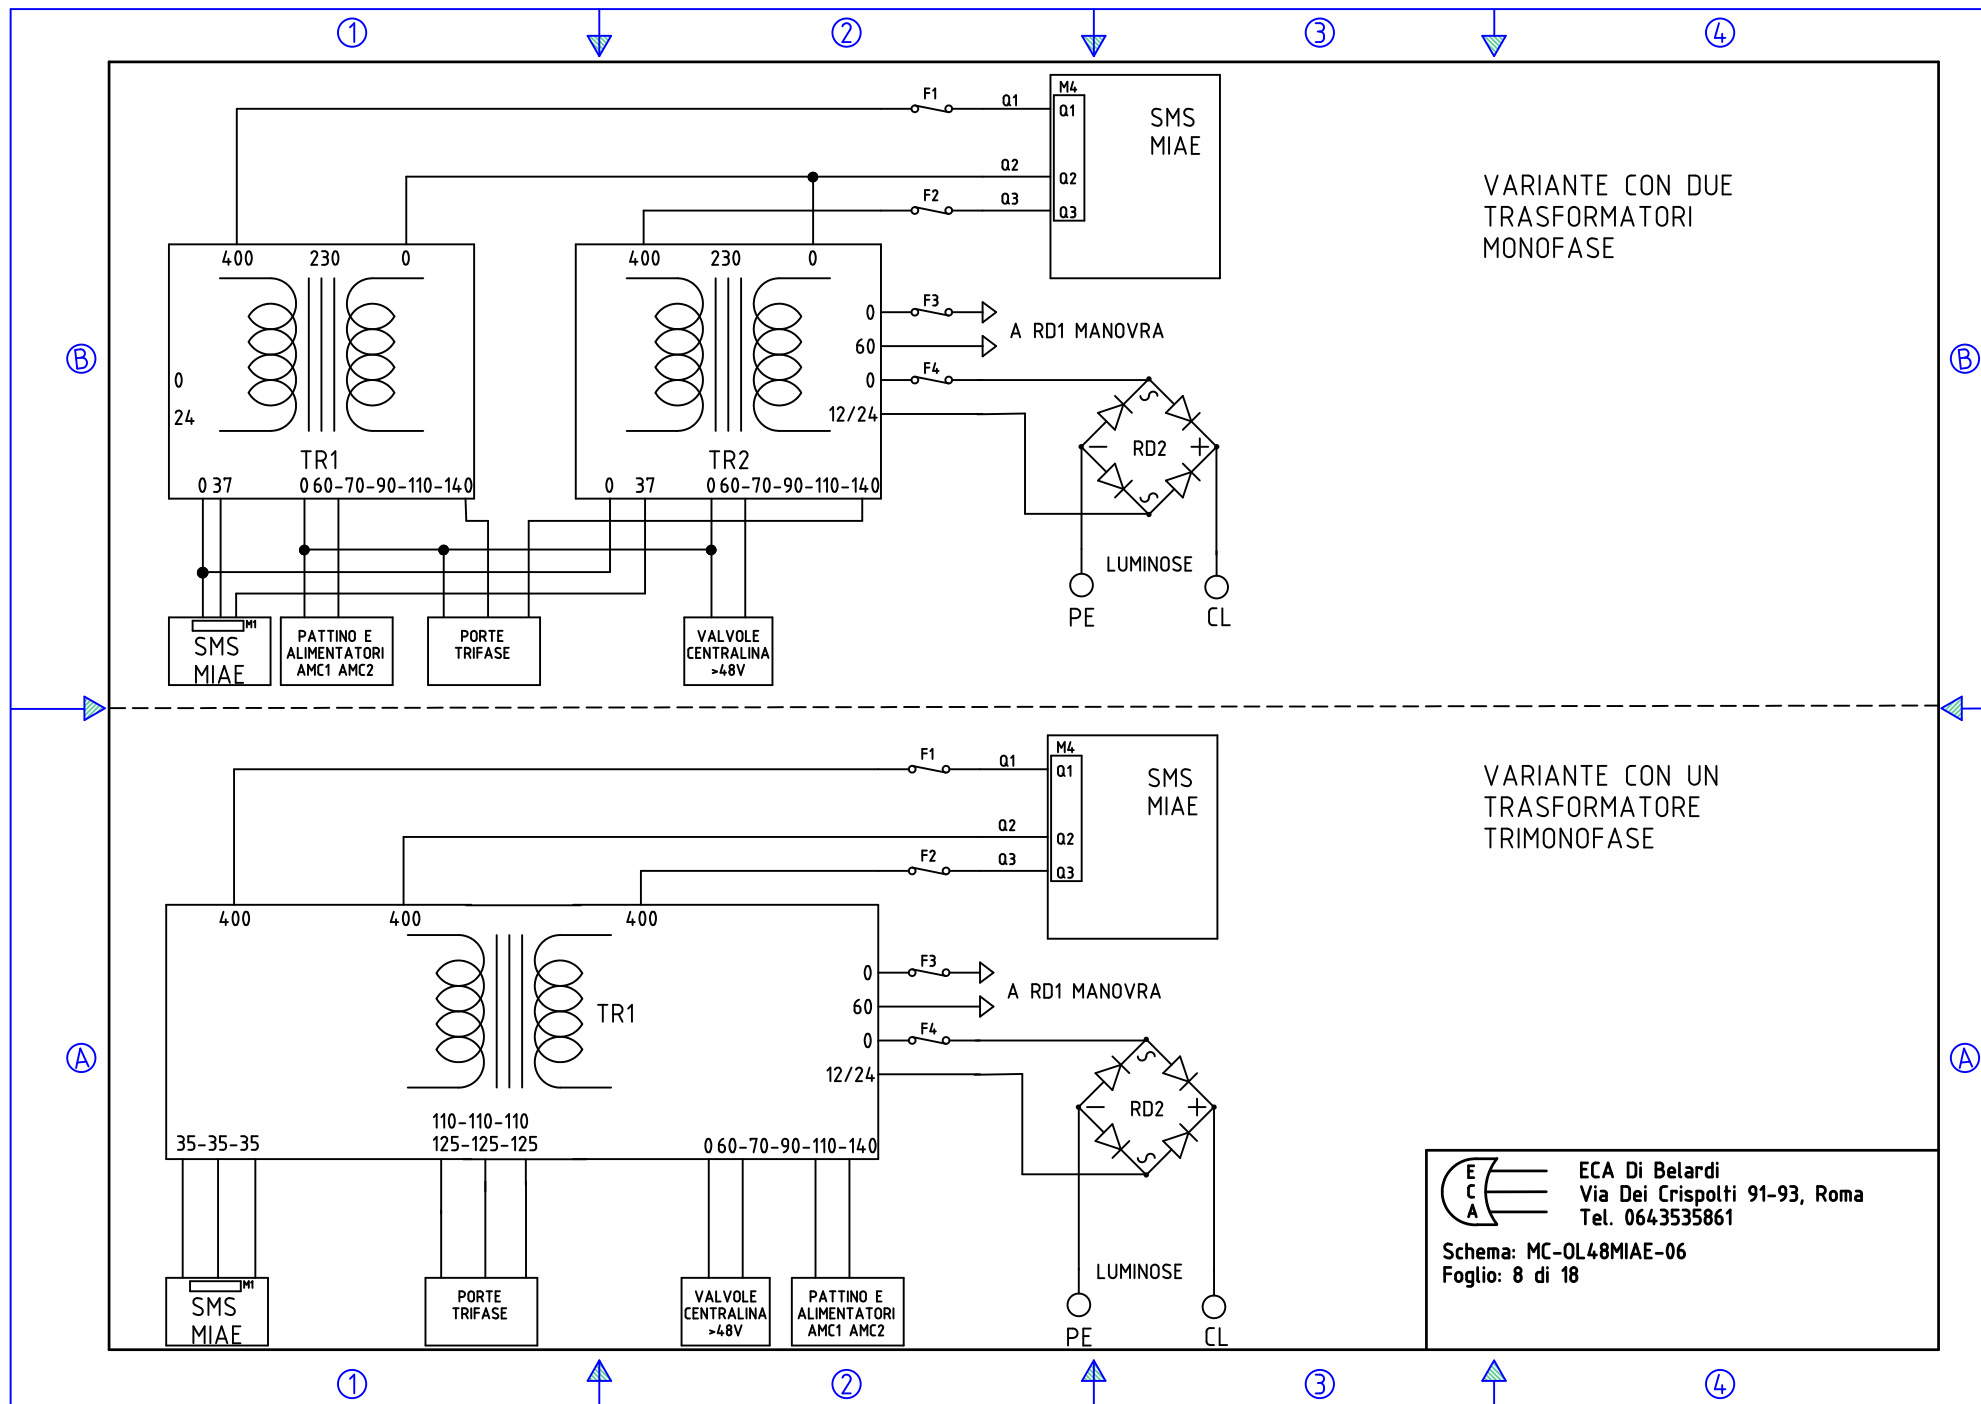 1 2 3 4
F1 Q1 M4
Q1
SMS
MIAE
Q2
Q2
F2 Q3
Q3
VARIANTE CON DUE
TRASFORMATORI
MONOFASE
400 230 0
400 230 0
0 F3
A RD1 MANOVRA
60
B B
0 F4
0
24
12/24
RD2
TR1
TR2
0 37 0 60-70-90-110-140
0 37 0 60-70-90-110-140
LUMINOSE
PE CL
M1
SMS
MIAE
PATTINO E
ALIMENTATORI
AMC1 AMC2
PORTE
TRIFASE
VALVOLE
CENTRALINA
>48V
F1 Q1 M4
Q1
SMS
MIAE
Q2
Q2
F2 Q3
Q3
VARIANTE CON UN
TRASFORMATORE
TRIMONOFASE
400 400 400
0 F3
A RD1 MANOVRA
60
TR1
0 F4
A A
12/24
RD2
110-110-110
35-35-35 125-125-125 0 60-70-90-110-140
LUMINOSE
PE CL
M1
SMS
MIAE
PORTE
TRIFASE
VALVOLE
CENTRALINA
>48V
PATTINO E
ALIMENTATORI
AMC1 AMC2
E
C
A
ECA Di Belardi
Via Dei Crispolti 91-93, Roma
Tel. 0643535861
Schema: MC-OL48MIAE-06
Foglio: 8 di 18
1 2 3 4